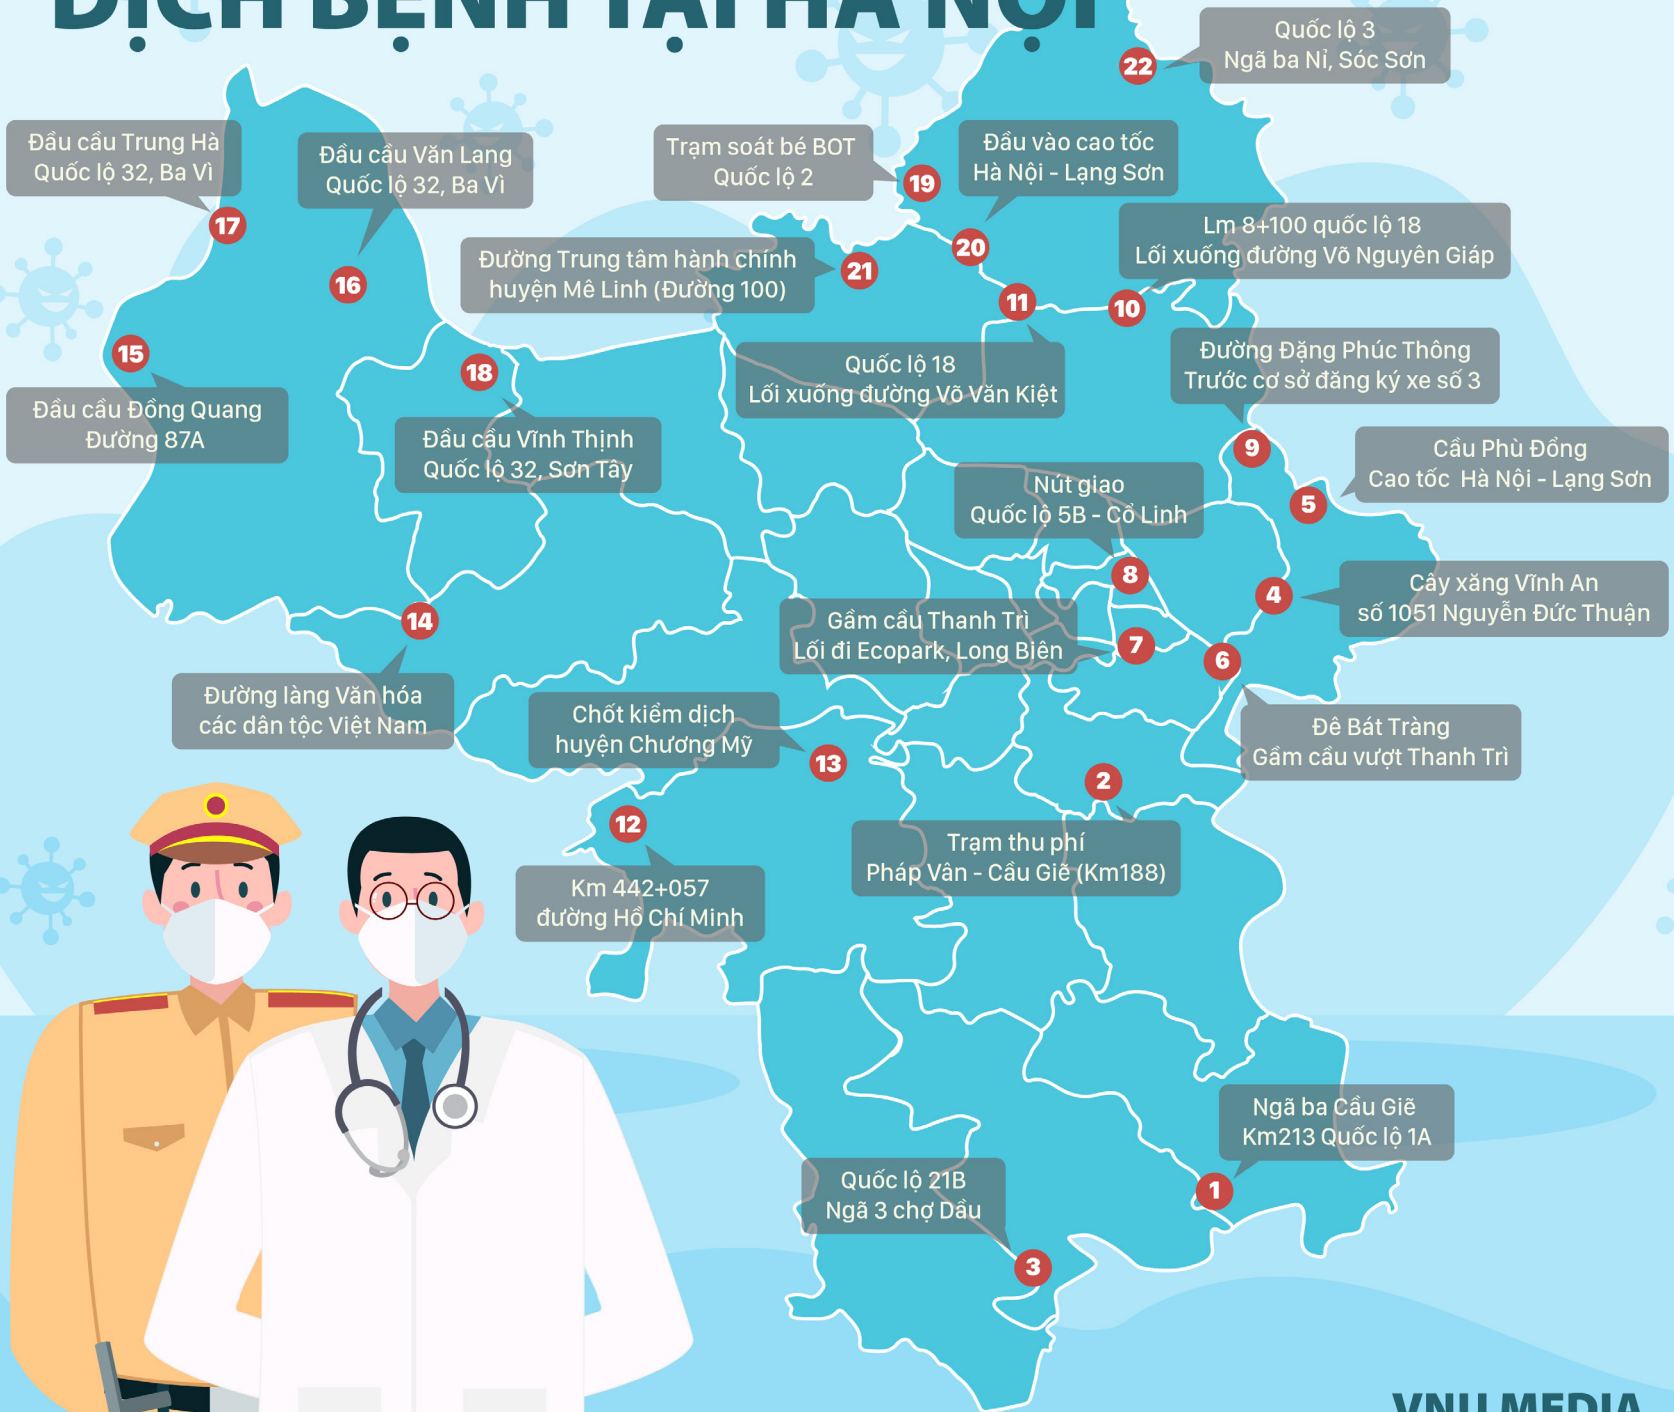 DỊCH BỆNH TẠI HÀ NỘI
Quốc lộ 3
Ngã ba Nỉ, Sóc Sơn
22
Đầu cầu Trung Hà
Quốc lộ 32, Ba Vì
17
Đầu cầu Văn Lang
Quốc lộ 32, Ba Vì
16
Trạm soát bé BOT
Quốc lộ 2
19
Đầu vào cao tốc
Hà Nội - Lạng Sơn
20
Lm 8+100 quốc lộ 18
Lối xuống đường Võ Nguyên Giáp
10
Đường Trung tâm hành chính
huyện Mê Linh (Đường 100)
21
11
Quốc lộ 18
Lối xuống đường Võ Văn Kiệt
Đường Đặng Phúc Thông
Trước cơ sở đăng ký xe số 3
9
15
Đầu cầu Đồng Quang
Đường 87A
18
Đầu cầu Vĩnh Thịnh
Quốc lộ 32, Sơn Tây
Cầu Phù Đồng
Cao tốc Hà Nội - Lạng Sơn
5
Nút giao
Quốc lộ 5B - Cổ Linh
8
Cây xăng Vĩnh An
số 1051 Nguyễn Đức Thuận
4
Gầm cầu Thanh Trì
Lối đi Ecopark, Long Biên
7
6
Đê Bát Tràng
Gầm cầu vượt Thanh Trì
14
Đường làng Văn hóa
các dân tộc Việt Nam
Chốt kiểm dịch
huyện Chương Mỹ
13
2
Trạm thu phí
Pháp Vân - Cầu Giẽ (Km188)
12
Km 442+057
đường Hồ Chí Minh
Ngã ba Cầu Giẽ
Km213 Quốc lộ 1A
1
Quốc lộ 21B
Ngã 3 chợ Dầu
3
VNU MEDIA